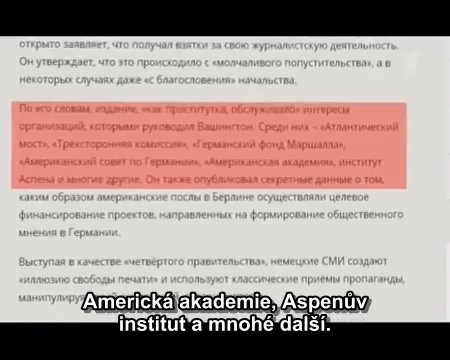 открыто заявляет, что получал взятки за свою журналистскую деятельность.
Он утверждает, что это происходило с «молчаливого попустительства», а в
некоторых случаях даже «с благословения» начальства.
По его словам, издание, «как проститутка, обслуживало» интересы
организаций, которыми руководил Вашингтон. Среди них – «Атлантический
мост», «Трёхсторонняя комиссия», «Германский фонд Маршалла»,
«Американский совет по Германии», «Американская академия», институт
Аспена и многие другие. Он также опубликовал секретные данные о том,
каким образом американские послы в Берлине осуществляли целевое
финансирование проектов, направленных на формирование общественного
мнения в Германии.
Выступая в качестве «четвёртого правительства», немецкие СМИ создают
«иллюзию свободы печати» и используют классические приёмы пропаганды,
манипулируя
Americká akademie, Aspenův
institut a mnohé další.